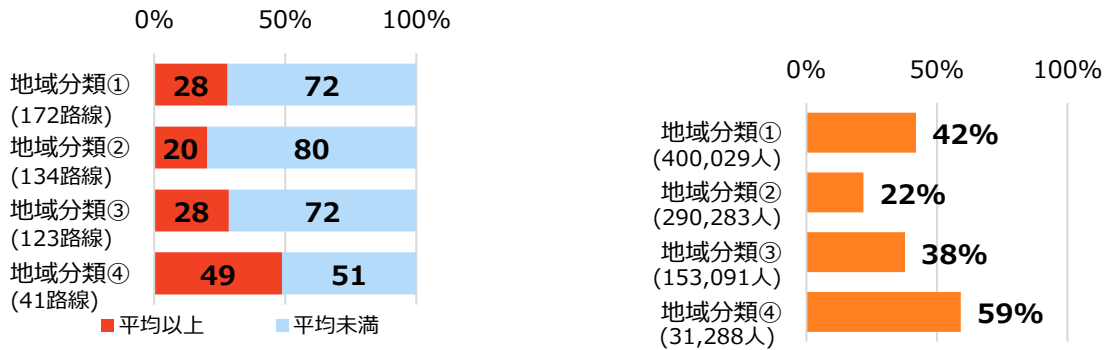 0% 50% 100%
地域分類①
(172路線)
28 72
地域分類②
(134路線)
20 80
地域分類③
(123路線)
28 72
地域分類④
(41路線)
49 51
平均以上 平均未満
0% 50% 100%
地域分類①
(400,029人)
42%
地域分類②
(290,283人)
22%
地域分類③
(153,091人)
38%
地域分類④
(31,288人)
59%